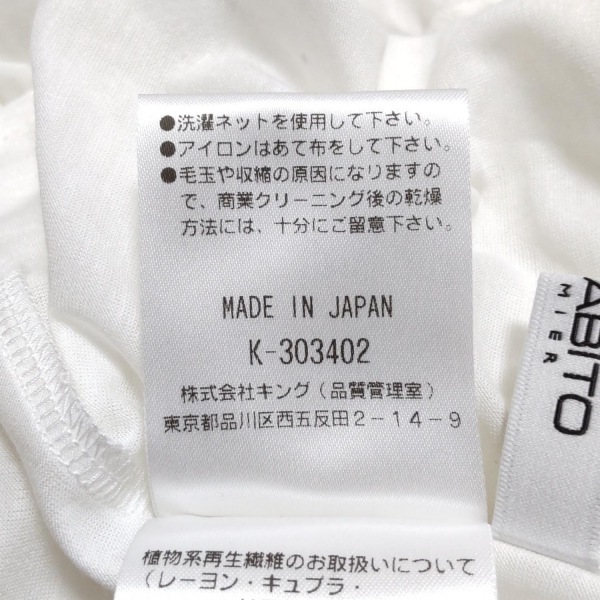 ●洗濯ネットを使用して下さい。
●アイロンはあて布をして下さい。
●毛玉や収縮の原因になりますの
で、商業クリーニング後の乾燥
方法には、十分にご留意下さい。
MADE IN JAPAN
K-303402
株式会社キング(品質管理室)
東京都品川区西五反田2-14-9
植物系再生繊維のお取扱いについて
(レーヨン・キュプラ・
ABITO
MIER